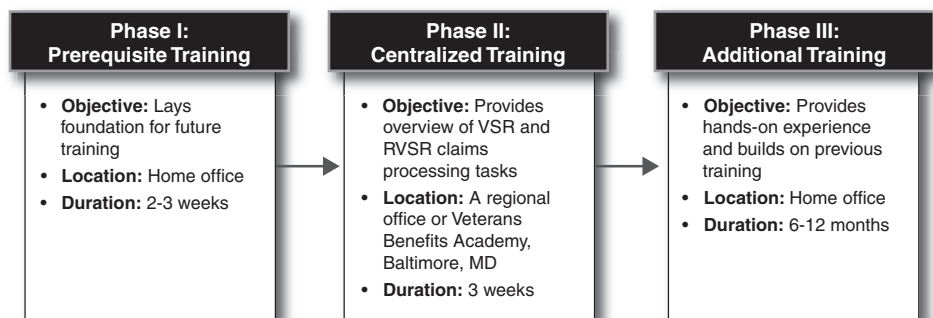 Phase I:
Prerequisite Training
• Objective: Lays
foundation for future
training
• Location: Home office
• Duration: 2-3 weeks
Phase II:
Centralized Training
• Objective: Provides
overview of VSR and
RVSR claims
processing tasks
• Location: A regional
office or Veterans
Benefits Academy,
Baltimore, MD
• Duration: 3 weeks
Phase III:
Additional Training
• Objective: Provides
hands-on experience
and builds on previous
training
• Location: Home office
• Duration: 6-12 months